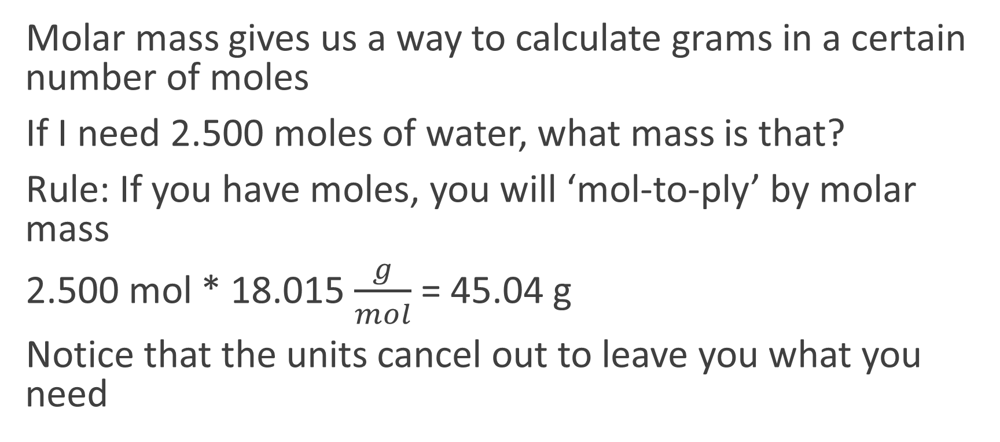 Molar mass gives us a way to calculate grams in a certain
number of moles
If I need 2.500 moles of water, what mass is that?
Rule: If you have moles, you will ‘mol-to-ply’ by molar
mass
2.500 mol * 18.015 g/mol = 45.04 g
Notice that the units cancel out to leave you what you
need